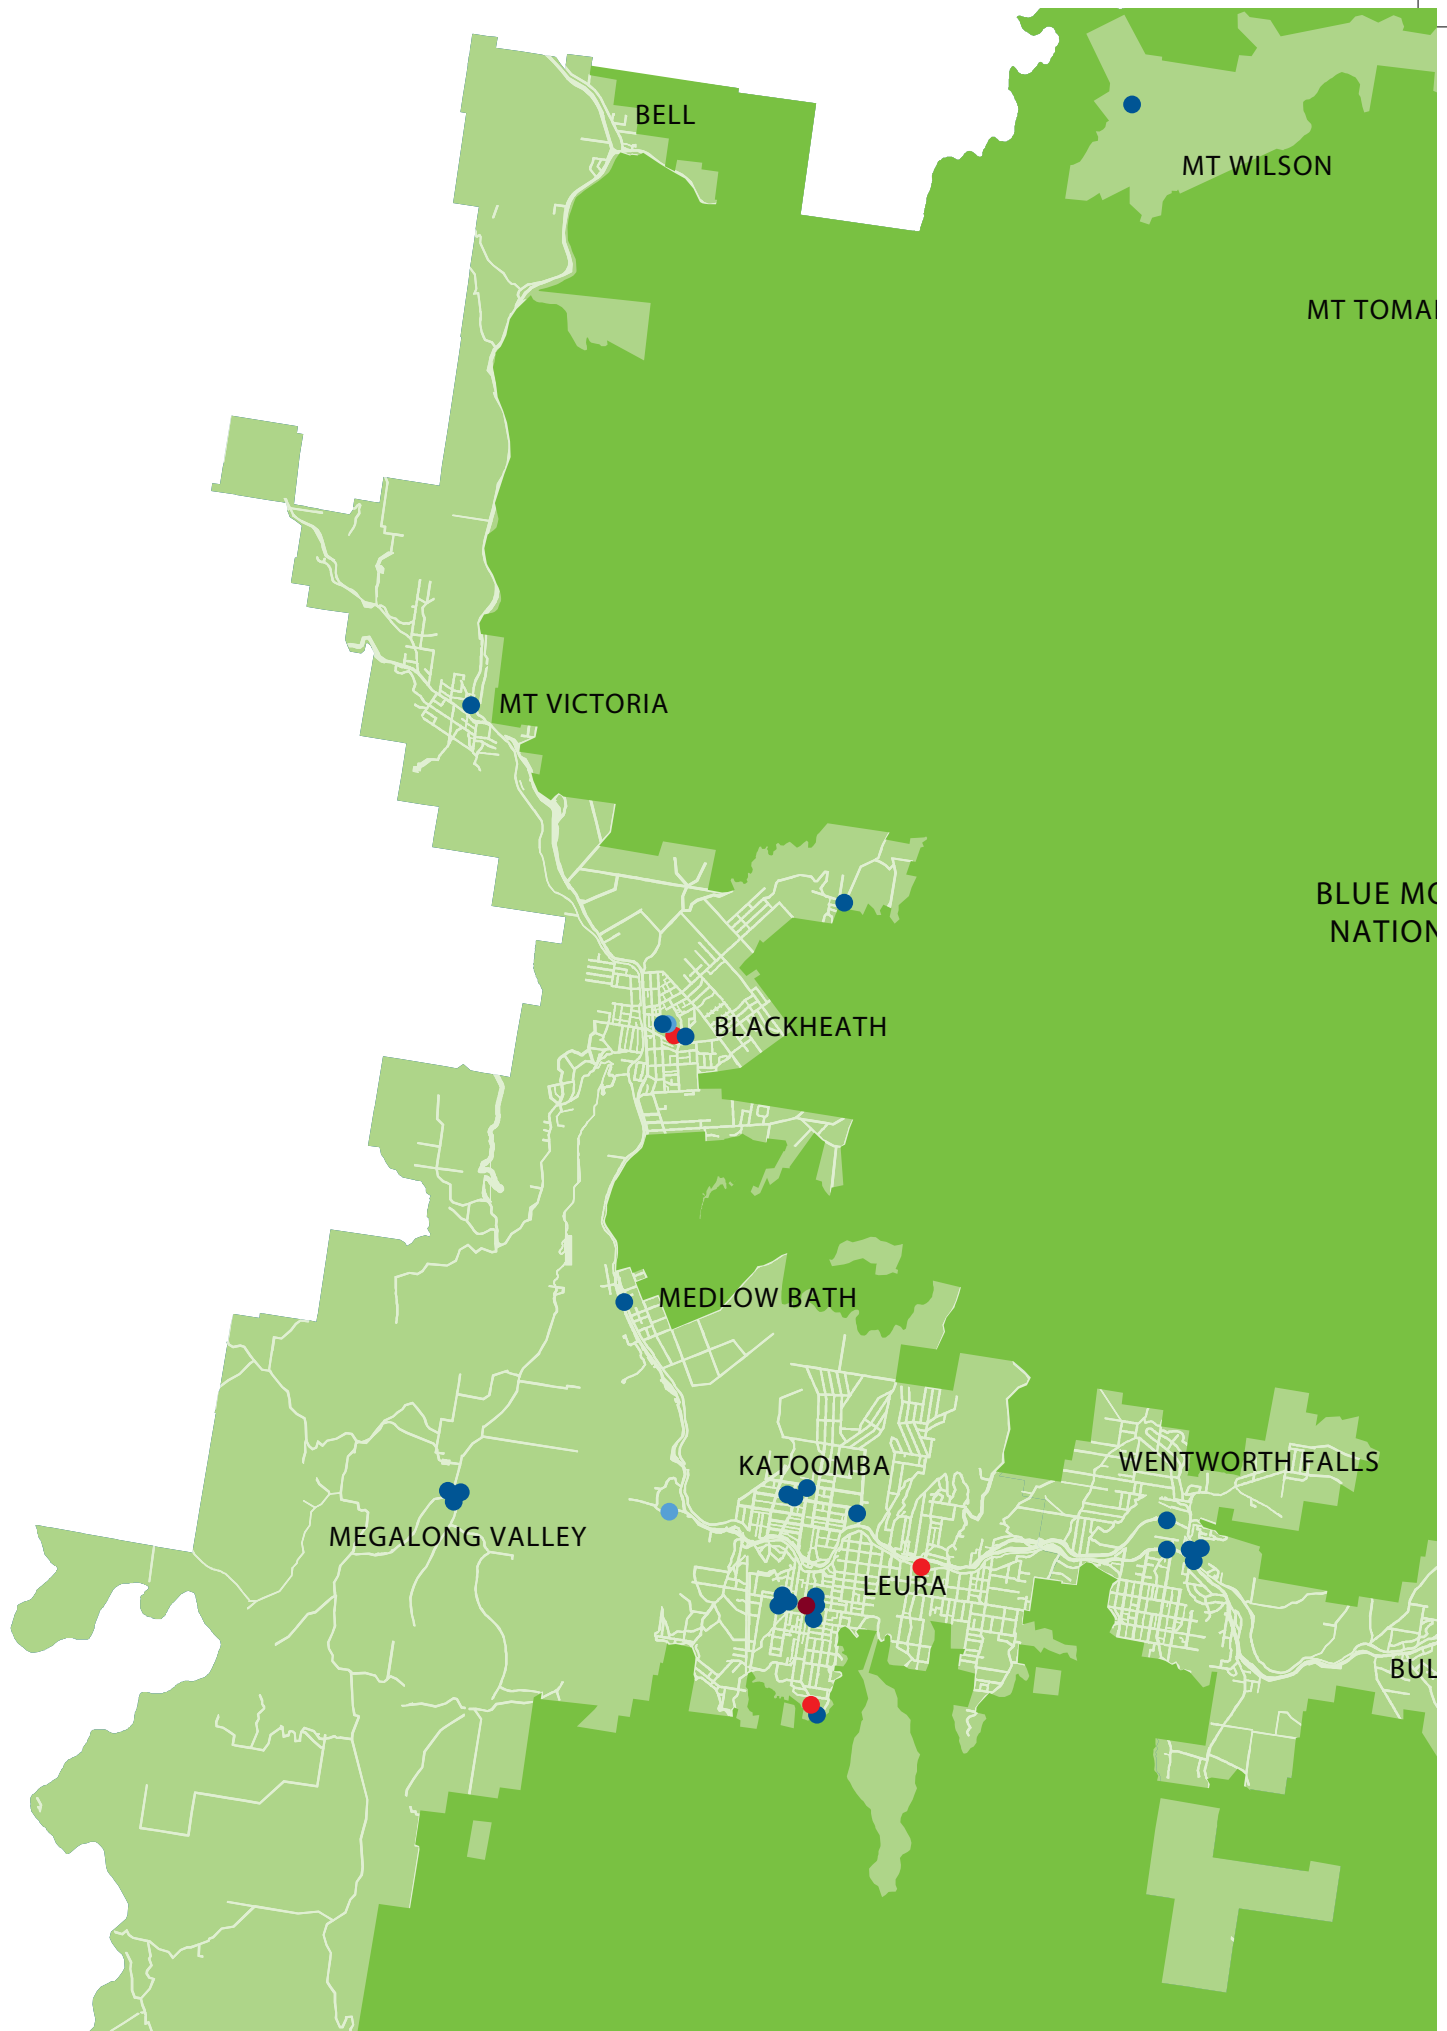 BELL
MT WILSON
MT TOMA
MT VICTORIA
BLUE MO
NATION
BLACKHEATH
MEDLOW BATH
KATOOMBA
WENTWORTH FALLS
MEGALONG VALLEY
LEURA
BUL